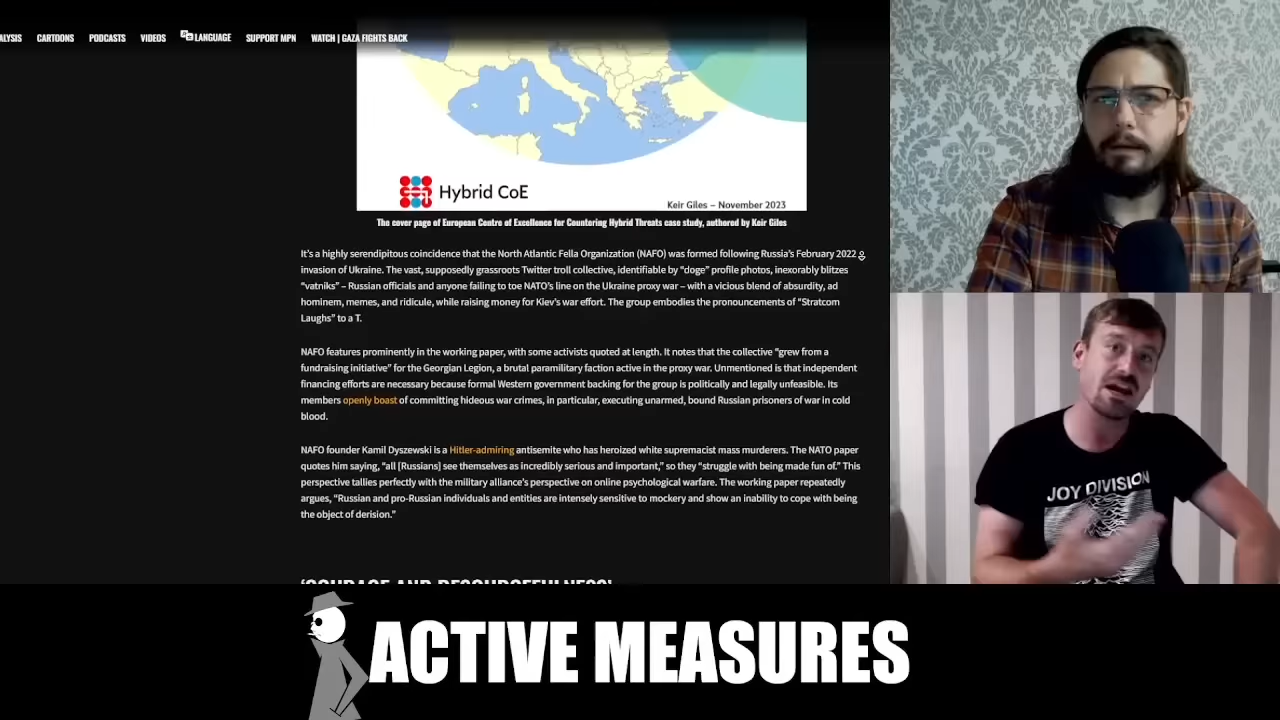 ALYSIS CARTOONS PODCASTS VIDEOS LANGUAGE SUPPORT MPN WATCH | GAZA FIGHTS BACK
Hybrid CoE
Keir Giles – November 2023
The cover page of European Centre of Excellence for Countering Hybrid Threats case study, authored by Keir Giles
It's a highly serendipitous coincidence that the North Atlantic Fella Organization (NAFO) was formed following Russia's February 2022
invasion of Ukraine. The vast, supposedly grassroots Twitter troll collective, identifiable by “doge” profile photos, inexorably blitzes
“vatniks” – Russian officials and anyone failing to toe NATO's line on the Ukraine proxy war – with a vicious blend of absurdity, ad
hominem, memes, and ridicule, while raising money for Kiev's war effort. The group embodies the pronouncements of “Stratcom
Laughs” to a T.
NAFO features prominently in the working paper, with some activists quoted at length. It notes that the collective “grew from a
fundraising initiative” for the Georgian Legion, a brutal paramilitary faction active in the proxy war. Unmentioned is that independent
financing efforts are necessary because formal Western government backing for the group is politically and legally unfeasible. Its
members openly boast of committing hideous war crimes, in particular, executing unarmed, bound Russian prisoners of war in cold
blood.
NAFO founder Kamil Dyszewski is a Hitler-admiring antisemite who has heroized white supremacist mass murderers. The NATO paper
quotes him saying, “all [Russians] see themselves as incredibly serious and important,” so they “struggle with being made fun of.” This
perspective tallies perfectly with the military alliance's perspective on online psychological warfare. The working paper repeatedly
argues, “Russian and pro-Russian individuals and entities are intensely sensitive to mockery and show an inability to cope with being
the object of derision.”
‘COURAGE AND RESOURCEFULNESS’
JOY DIVISION
ACTIVE MEASURES